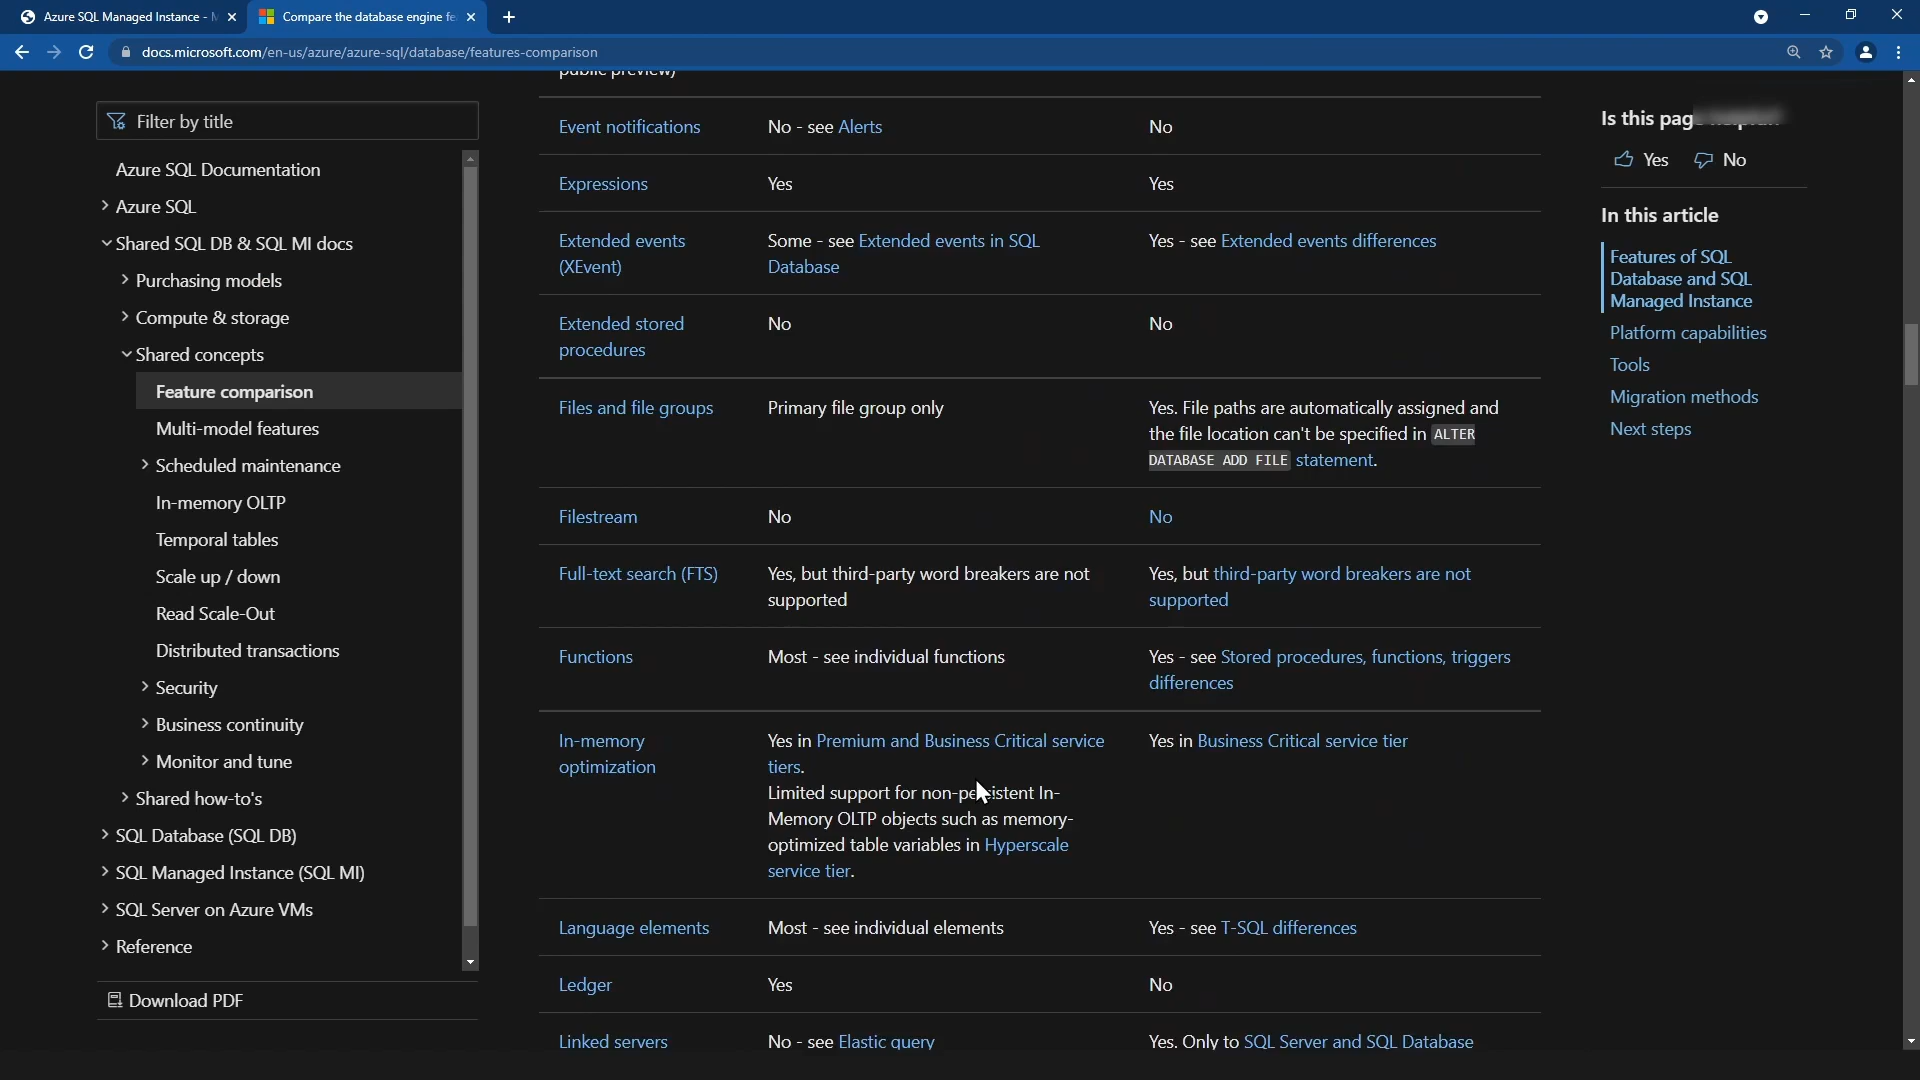 Azure SQL Managed Instance -
Compare the database engine fe
docs.microsoft.com/en-us/azure/azure-sql/database/features-comparison
Filter by title
Azure SQL Documentation
Azure SQL
Shared SQL DB & SQL MI docs
Purchasing models
Compute & storage
Shared concepts
Feature comparison
Multi-model features
Scheduled maintenance
In-memory OLTP
Temporal tables
Scale up / down
Read Scale-Out
Distributed transactions
Security
Business continuity
Monitor and tune
Shared how-to's
SQL Database (SQL DB)
SQL Managed Instance (SQL MI)
SQL Server on Azure VMs
Reference
Download PDF
public preview)
Event notifications
No - see Alerts
No
Expressions
Yes
Yes
Extended events
(XEvent)
Some - see Extended events in SQL
Database
Yes - see Extended events differences
Extended stored
procedures
No
No
Files and file groups
Primary file group only
Yes. File paths are automatically assigned and
the file location can't be specified in ALTER
DATABASE ADD FILE statement.
Filestream
No
No
Full-text search (FTS)
Yes, but third-party word breakers are not
supported
Yes, but third-party word breakers are not
supported
Functions
Most - see individual functions
Yes - see Stored procedures, functions, triggers
differences
In-memory
optimization
Yes in Premium and Business Critical service
tiers.
Limited support for non-persistent In-
Memory OLTP objects such as memory-
optimized table variables in Hyperscale
service tier.
Yes in Business Critical service tier
Language elements
Most - see individual elements
Yes - see T-SQL differences
Ledger
Yes
No
Linked servers
No - see Elastic query
Yes. Only to SQL Server and SQL Database
Is this page
Yes No
In this article
Features of SQL
Database and SQL
Managed Instance
Platform capabilities
Tools
Migration methods
Next steps